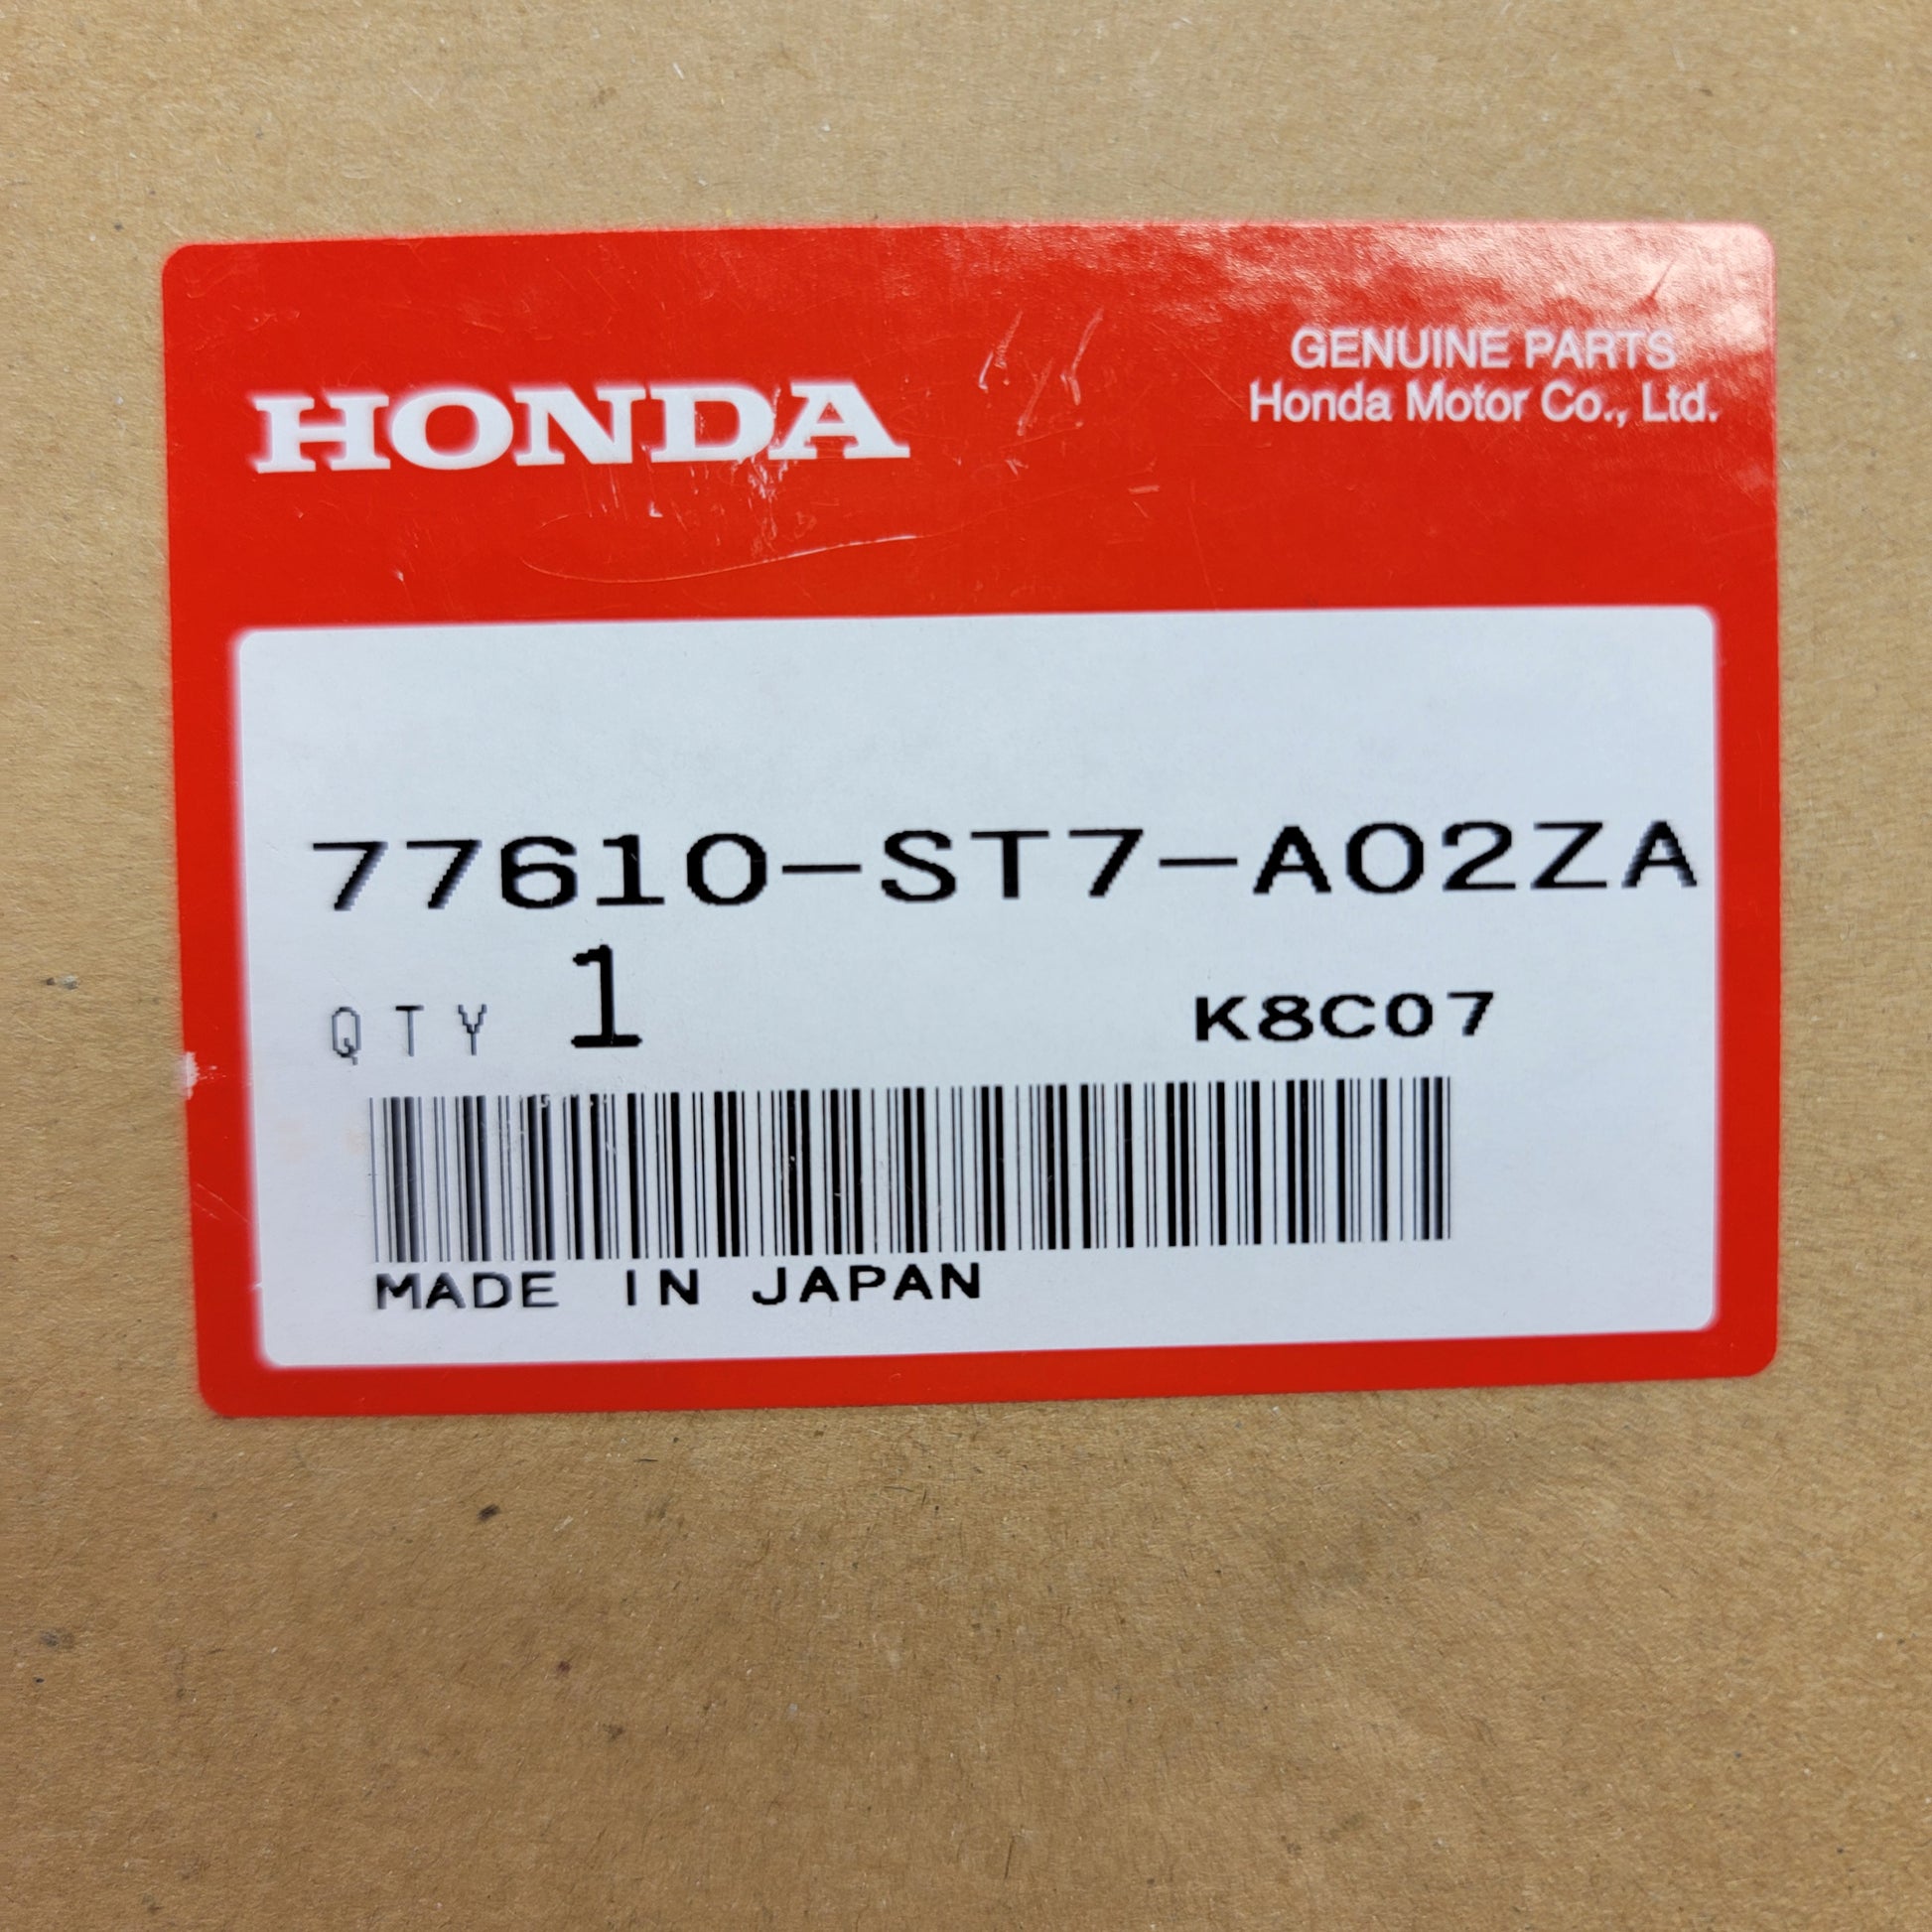 HONDA
GENUINE PARTS
Honda Motor Co., Ltd.
77610-ST7-A02ZA
QTY 1
K8C07
MADE IN JAPAN